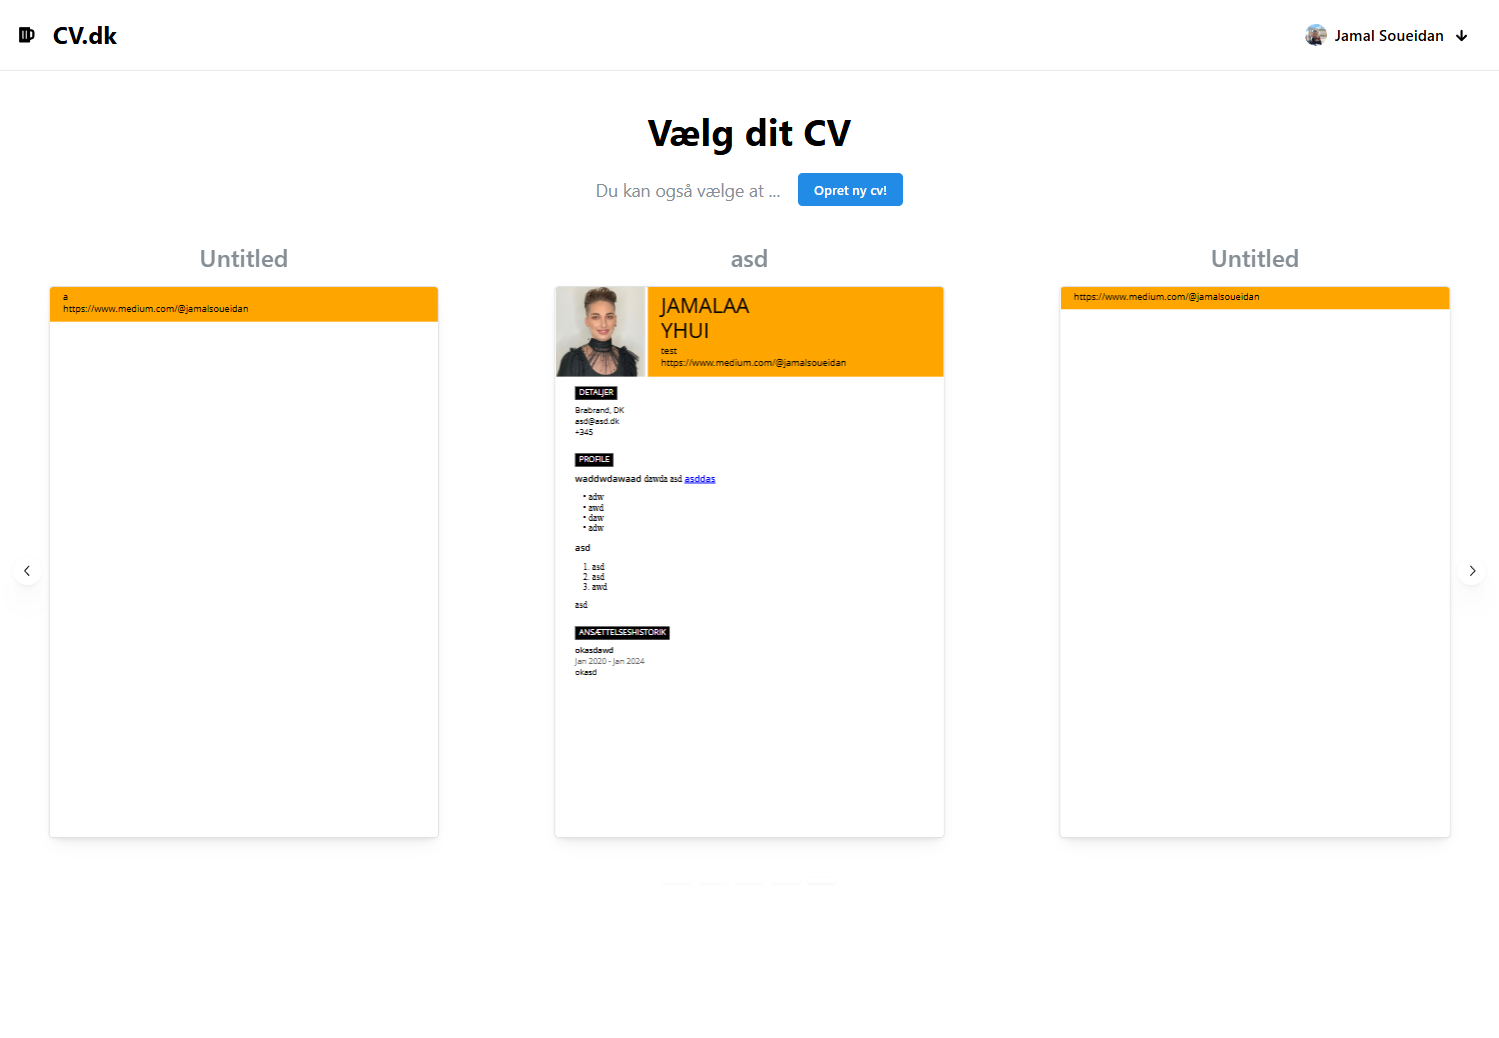 CV.dk
Jamal Soueidan
Vælg dit CV
Du kan også vælge at ...
Opret ny cv!
Untitled
a
https://www.medium.com/@jamalsoueidan
asd
JAMALAA
YHUI
test
https://www.medium.com/@jamalsoueidan
DETALJER
Brabrand, DK
asd@asd.dk
+345
PROFILE
waddwdawaad dawda asd asddas
• adw
• awd
• daw
• adw
asd
1. asd
2. asd
3. awd
asd
ANSÆTTELSESHISTORIK
okasdawd
Jan 2020 - Jan 2024
okasd
Untitled
https://www.medium.com/@jamalsoueidan